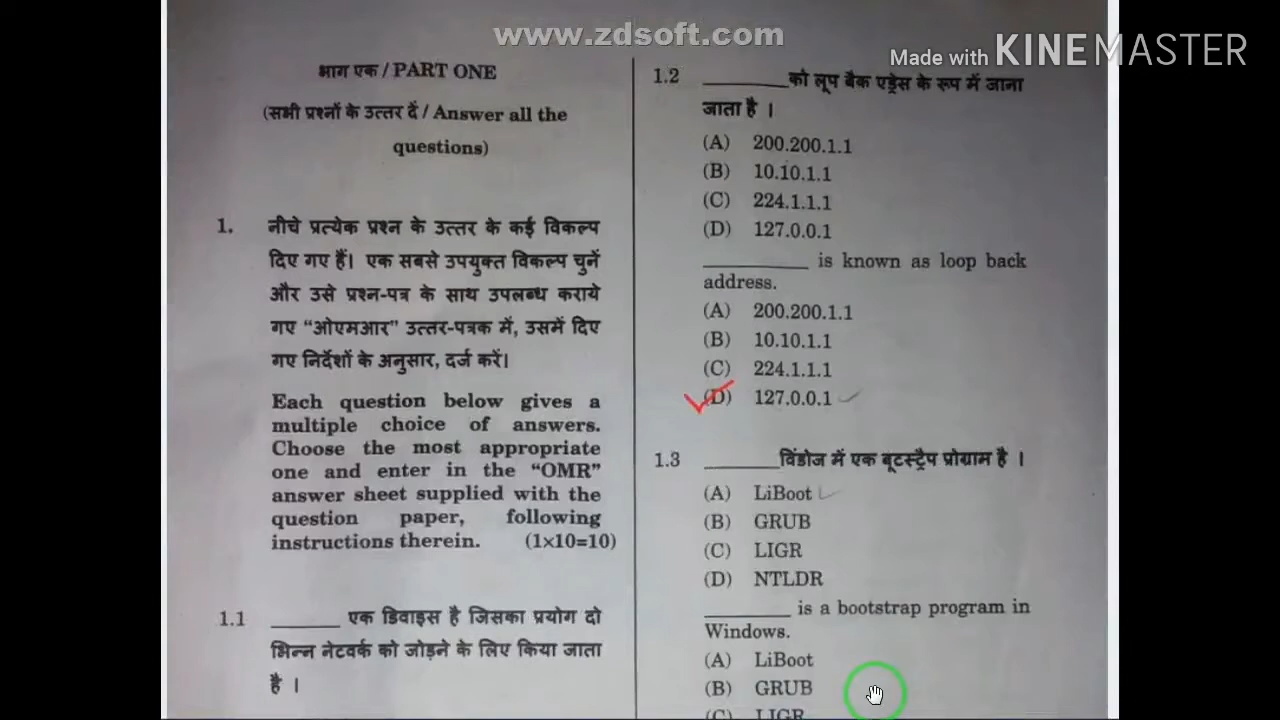 www.zdsoft.com
Made with KINEMASTER
भाग एक / PART ONE
(सभी प्रश्नों के उत्तर दें / Answer all the
questions)
1. नीचे प्रत्येक प्रश्न के उत्तर के कई विकल्प
दिए गए हैं। एक सबसे उपयुक्त विकल्प चुनें
और उसे प्रश्न-पत्र के साथ उपलब्ध कराये
गए “ओएमआर” उत्तर-पत्रक में, उसमें दिए
गए निर्देशों के अनुसार, दर्ज करें।
Each question below gives a
multiple choice of answers.
Choose the most appropriate
one and enter in the “OMR”
answer sheet supplied with the
question paper, following
instructions therein. (1×10=10)
1.1 ______ एक डिवाइस है जिसका प्रयोग दो
भिन्न नेटवर्क को जोड़ने के लिए किया जाता
है ।
1.2 ________को लूप बैक एड्रेस के रूप में जाना
जाता है ।
(A) 200.200.1.1
(B) 10.10.1.1
(C) 224.1.1.1
(D) 127.0.0.1
_________ is known as loop back
address.
(A) 200.200.1.1
(B) 10.10.1.1
(C) 224.1.1.1
(D) 127.0.0.1
1.3 _______विंडोज में एक बूटस्ट्रैप प्रोग्राम है ।
(A) LiBoot
(B) GRUB
(C) LIGR
(D) NTLDR
________ is a bootstrap program in
Windows.
(A) LiBoot
(B) GRUB
(C) LIGR